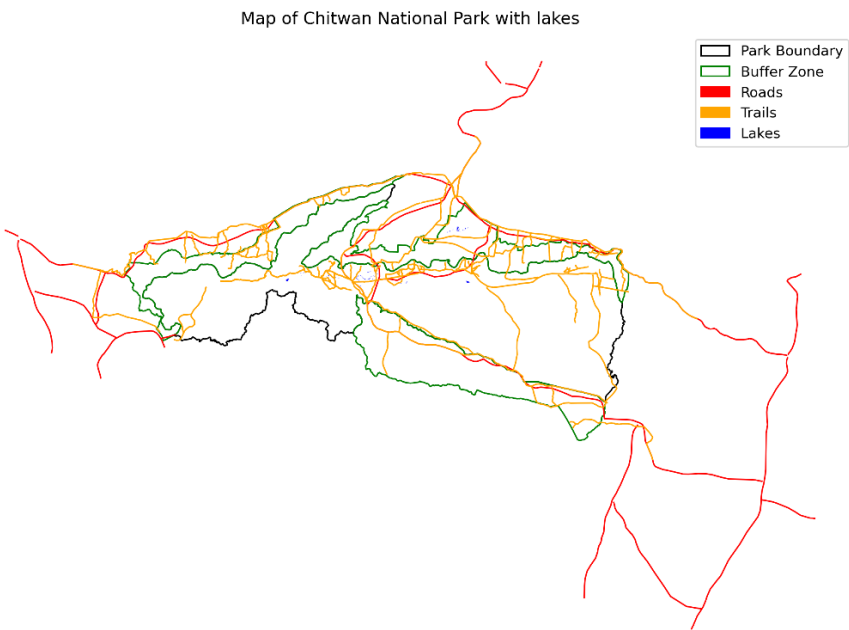 Map of Chitwan National Park with lakes
Park Boundary
Buffer Zone
Roads
Trails
Lakes